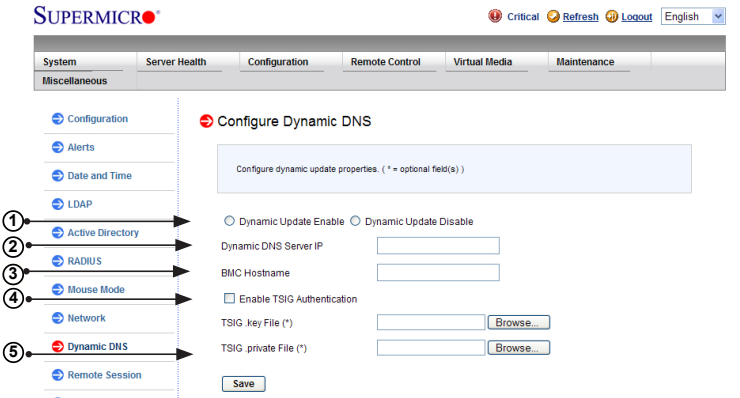 SUPERMICR
Critical Refresh Logout English
System Server Health Configuration Remote Control Virtual Media Maintenance
Miscellaneous
Configuration
Alerts
Date and Time
LDAP
Active Directory
RADIUS
Mouse Mode
Network
Dynamic DNS
Remote Session
Configure Dynamic DNS
Configure dynamic update properties. ( * = optional field(s) )
1 Dynamic Update Enable Dynamic Update Disable
2 Dynamic DNS Server IP
3 BMC Hostname
4 Enable TSIG Authentication
TSIG .key File (*) Browse...
5 TSIG .private File (*) Browse...
Save